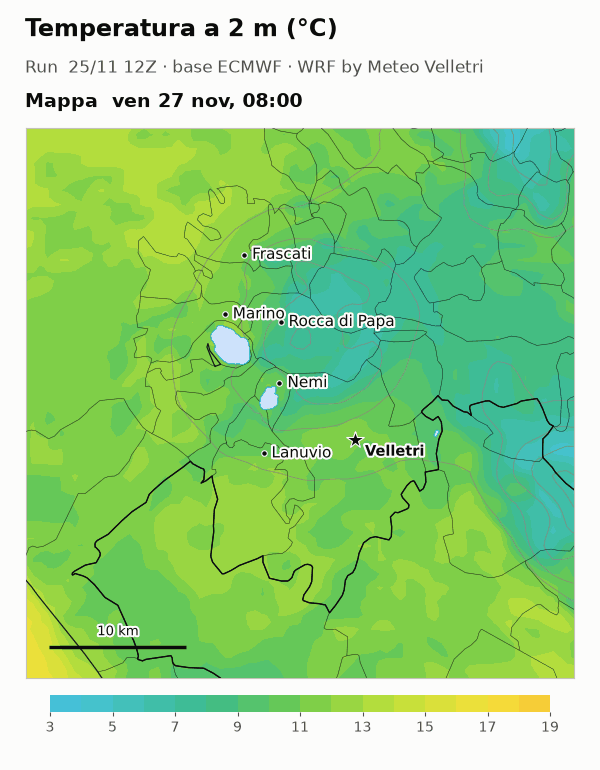 Temperatura a 2 m (°C)
Run  25/11 12Z · base ECMWF · WRF by Meteo Velletri
Mappa  ven 27 nov, 08:00
Frascati
Marino
Rocca di Papa
Nemi
Velletri
Lanuvio
10 km
3 5 7 9 11 13 15 17 19